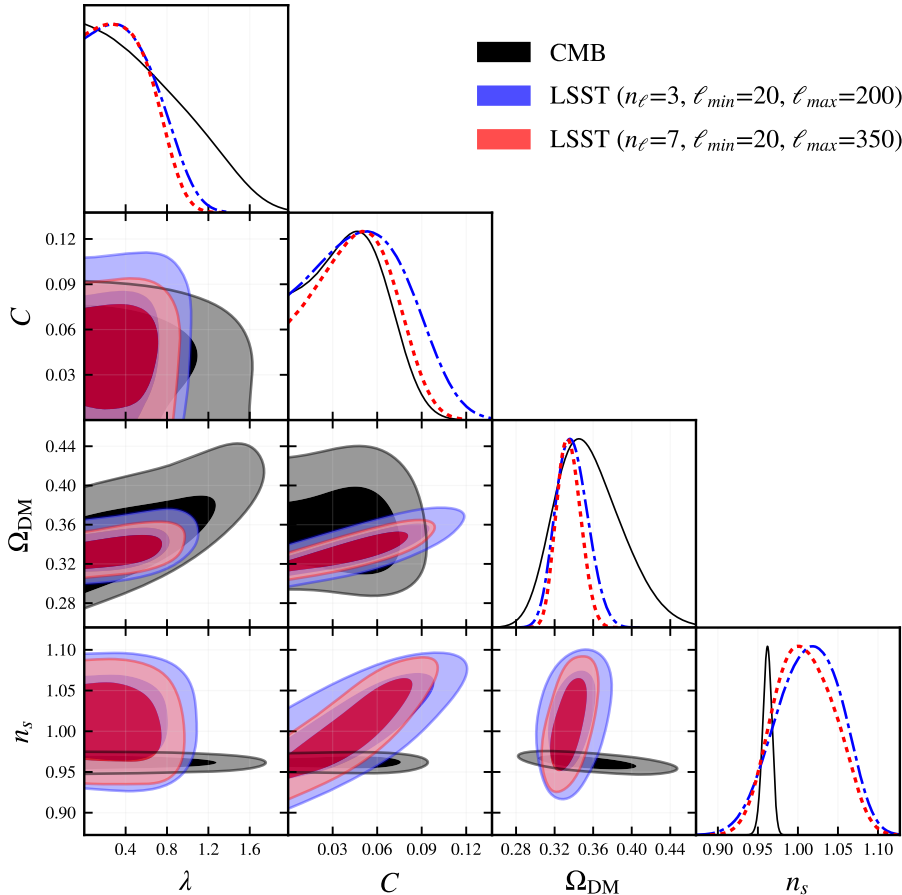 CMB
LSST (nℓ=3, ℓmin=20, ℓmax=200)
LSST (nℓ=7, ℓmin=20, ℓmax=350)
0.12
0.09
0.06
0.03
C
0.44
0.40
0.36
0.32
0.28
ΩDM
1.10
1.05
1.00
0.95
0.90
ns
0.4 0.8 1.2 1.6
λ
0.03 0.06 0.09 0.12
C
0.28 0.32 0.36 0.40 0.44
ΩDM
0.90 0.95 1.00 1.05 1.10
ns